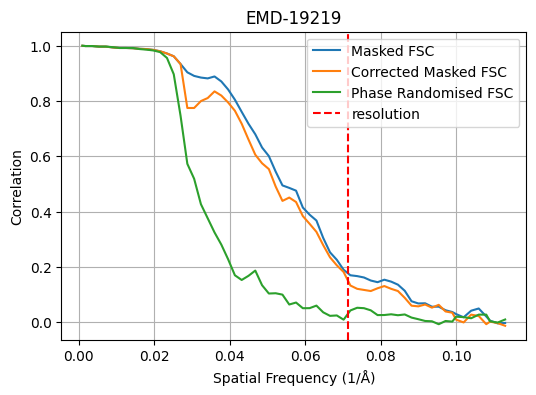 EMD-19219
Masked FSC
Corrected Masked FSC
Phase Randomised FSC
resolution
Correlation
1.0
0.8
0.6
0.4
0.2
0.0
0.00 0.02 0.04 0.06 0.08 0.10
Spatial Frequency (1/Å)